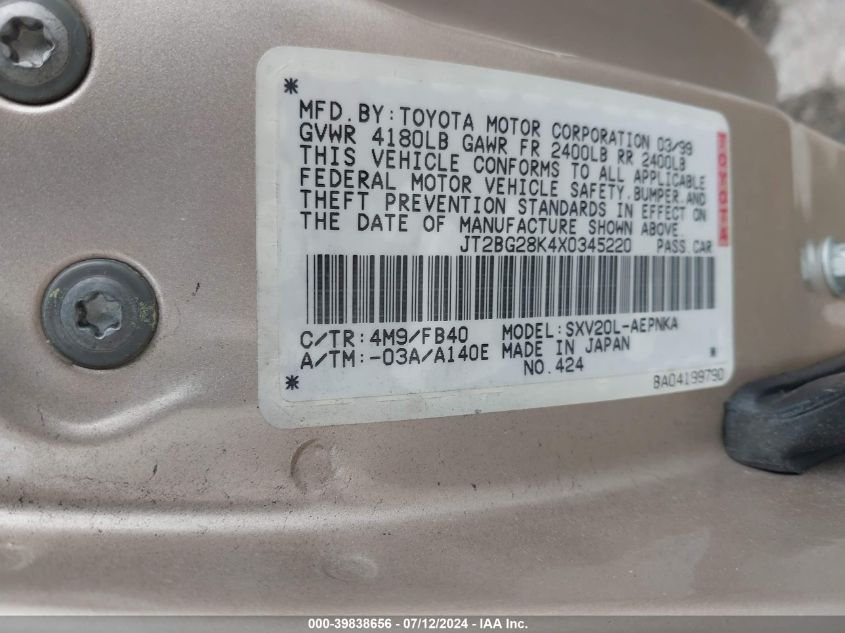 *
MFD.BY:TOYOTA MOTOR CORPORATION 03/99
GVWR 4180LB GAWR FR 2400LB RR 2400LB
THIS VEHICLE CONFORMS TO ALL APPLICABLE
FEDERAL MOTOR VEHICLE SAFETY,BUMPER,AND
THEFT PREVENTION STANDARDS IN EFFECT ON
THE DATE OF MANUFACTURE SHOWN ABOVE.
JT2BG28K4X0345220 PASS.CAR
TOYOTA
C/TR:4M9/FB40 MODEL:SXV20L-AEPNKA
A/TM:-03A/A140E MADE IN JAPAN *
* NO.424
BA04199790
000-39838656 - 07/12/2024 - IAA Inc.